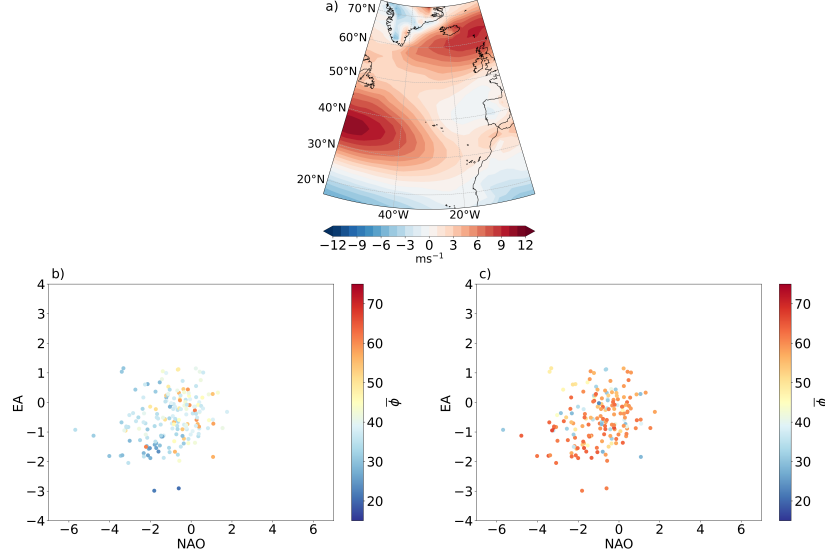 a)
70°N
60°N
50°N
40°N
30°N
20°N
40°W 20°W
−12 −9 −6 −3 0 3 6 9 12
ms−1
b)
4
3
2
1
0
−1
−2
−3
−4
EA
−6 −4 −2 0 2 4 6
NAO
70
60
50
40
30
20
φ̅
c)
4
3
2
1
0
−1
−2
−3
−4
EA
−6 −4 −2 0 2 4 6
NAO
70
60
50
40
30
20
φ̅